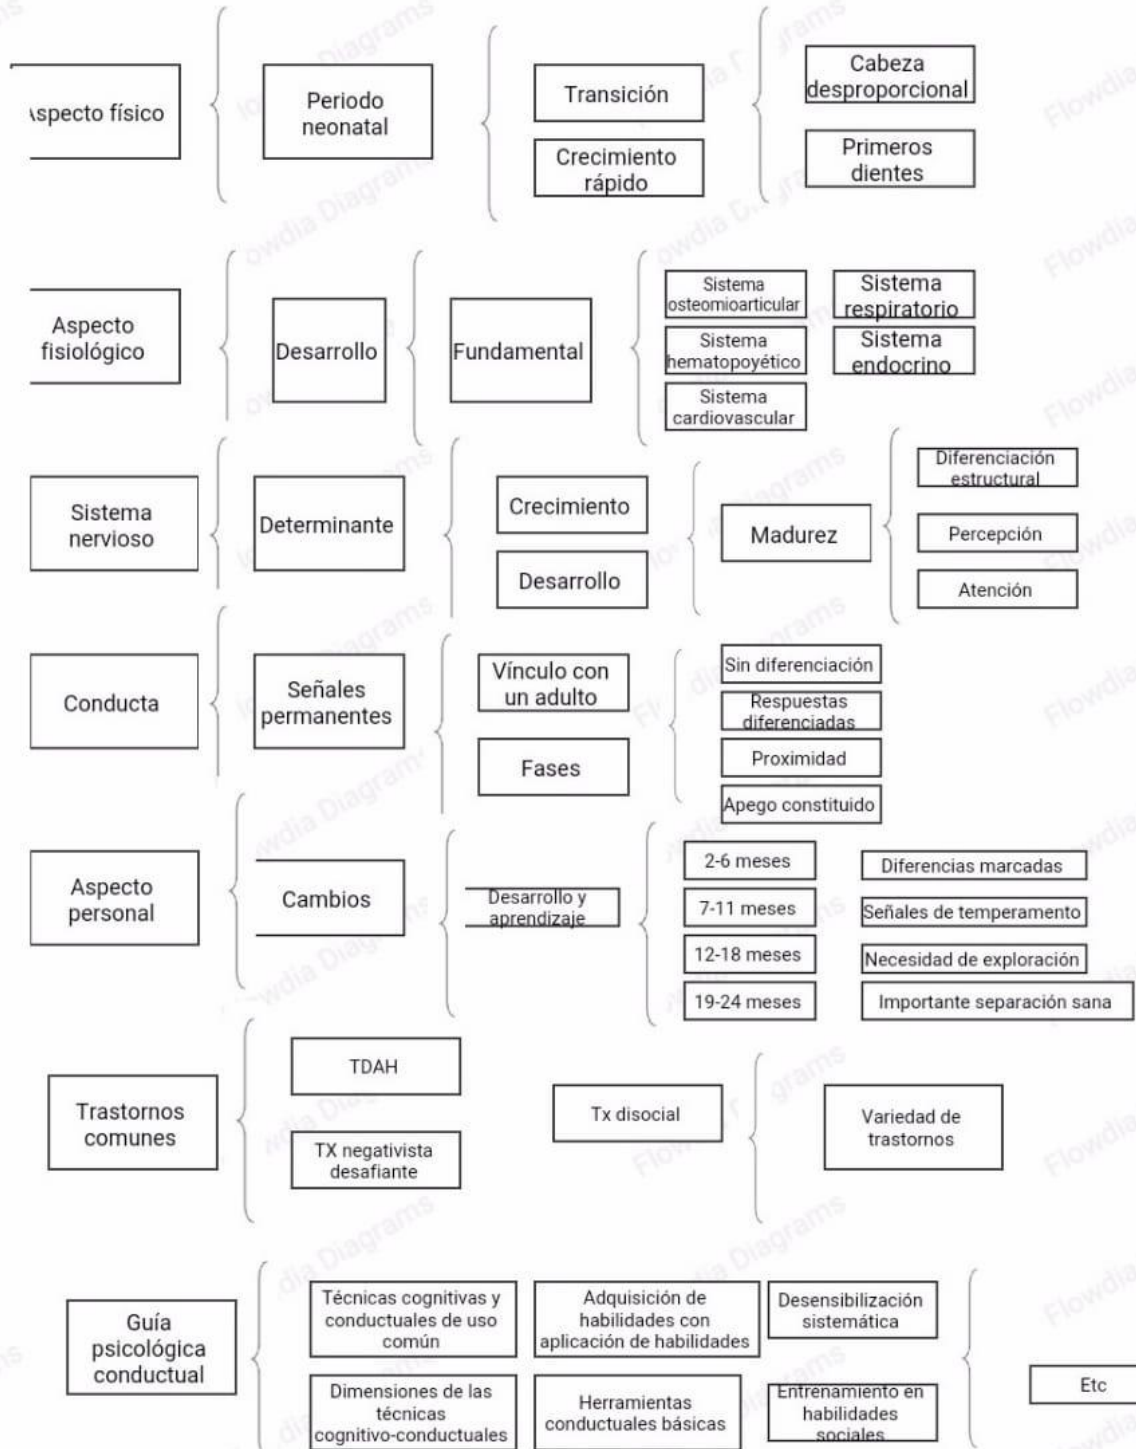 Aspecto físico
Periodo
neonatal
Transición
Crecimiento
rápido
Cabeza
desproporcional
Primeros
dientes
Aspecto
fisiológico
Desarrollo
Fundamental
Sistema
osteomioarticular
Sistema
respiratorio
Sistema
hematopoyético
Sistema
endocrino
Sistema
cardiovascular
Sistema
nervioso
Determinante
Crecimiento
Desarrollo
Madurez
Diferenciación
estructural
Percepción
Atención
Conducta
Señales
permanentes
Vínculo con
un adulto
Fases
Sin diferenciación
Respuestas
diferenciadas
Proximidad
Apego constituido
Aspecto
personal
Cambios
Desarrollo y
aprendizaje
2-6 meses
Diferencias marcadas
7-11 meses
Señales de temperamento
12-18 meses
Necesidad de exploración
19-24 meses
Importante separación sana
Trastornos
comunes
TDAH
TX negativista
desafiante
Tx disocial
Variedad de
trastornos
Guía
psicológica
conductual
Técnicas cognitivas y
conductuales de uso
común
Adquisición de
habilidades con
aplicación de habilidades
Desensibilización
sistemática
Dimensiones de las
técnicas
cognitivo-conductuales
Herramientas
conductuales básicas
Entrenamiento en
habilidades
sociales
Etc